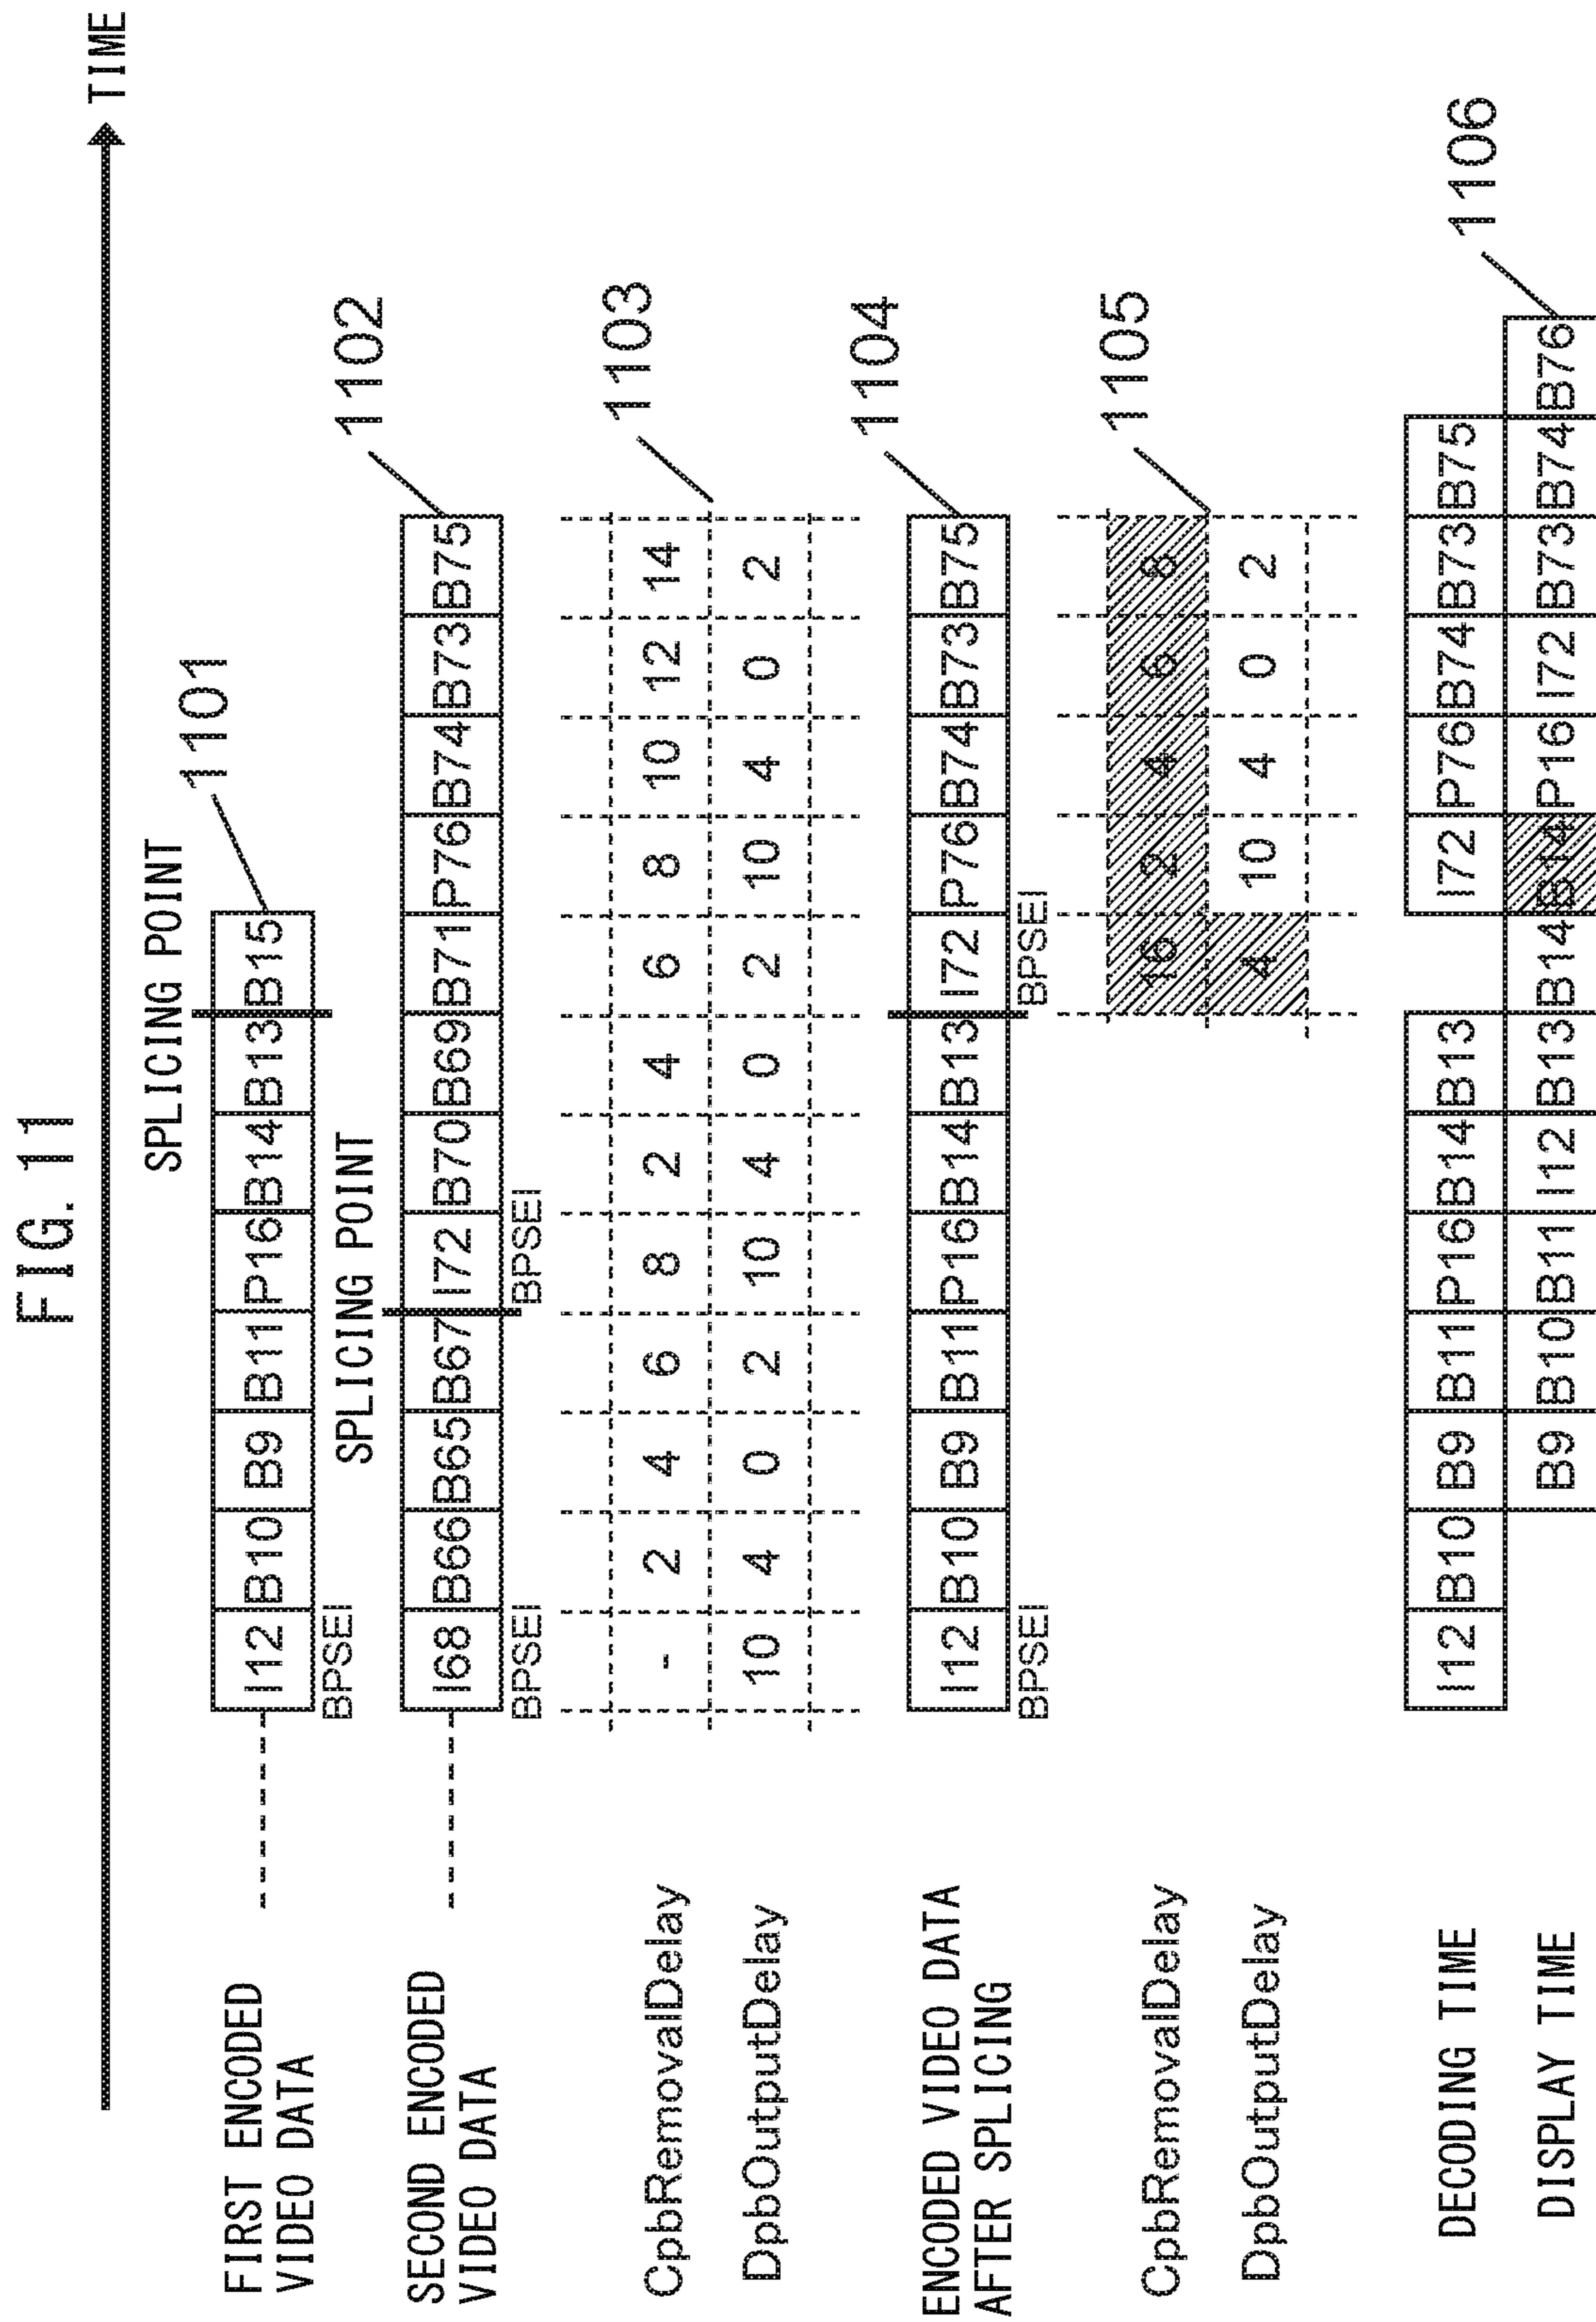 FIG. 11
TIME
SPLICING POINT
1101
FIRST ENCODED
VIDEO DATA
I12 B10 B9 B11 P16 B14 B13 B15
BPSEI
SPLICING POINT
1102
SECOND ENCODED
VIDEO DATA
I68 B66 B65 B67 I72 B70 B69 B71 P76 B74 B73 B75
BPSEI BPSEI
1103
CpbRemovalDelay - 2 4 6 8 2 4 6 8 10 12 14
DpbOutputDelay 10 4 0 2 10 4 0 2 10 4 0 2
1104
ENCODED VIDEO DATA
AFTER SPLICING
I12 B10 B9 B11 P16 B14 B13 I72 P76 B74 B73 B75
BPSEI BPSEI
1105
CpbRemovalDelay 16 2 4 6 8
DpbOutputDelay 4 10 4 0 2
1106
DECODING TIME I12 B10 B9 B11 P16 B14 B13 I72 P76 B74 B73 B75
DISPLAY TIME B9 B10 B11 I12 B13 B14 B14 P16 I72 B73 B74 B76